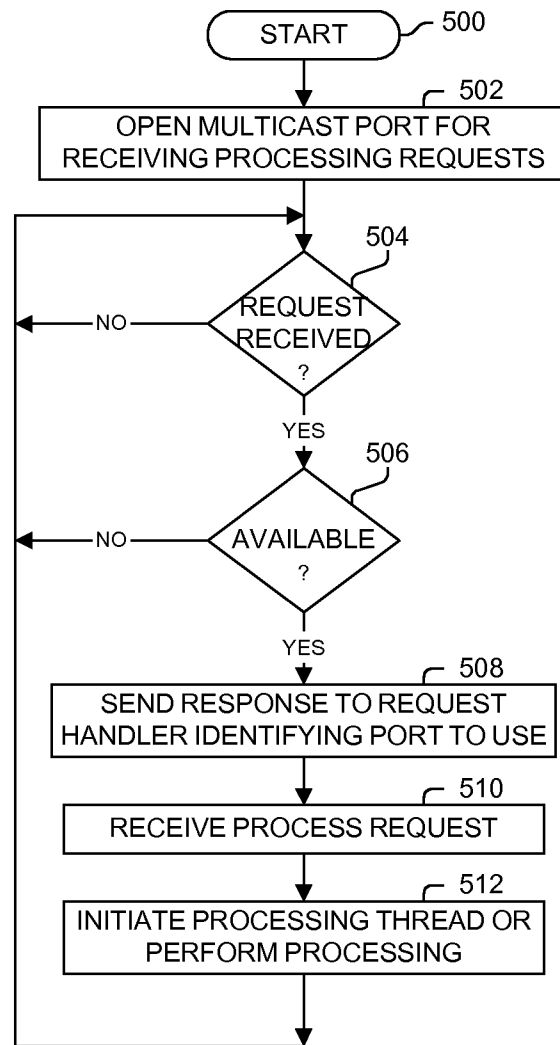 START
500
502
OPEN MULTICAST PORT FOR
RECEIVING PROCESSING REQUESTS
504
REQUEST
RECEIVED
?
NO
YES
506
AVAILABLE
?
NO
YES
508
SEND RESPONSE TO REQUEST
HANDLER IDENTIFYING PORT TO USE
510
RECEIVE PROCESS REQUEST
512
INITIATE PROCESSING THREAD OR
PERFORM PROCESSING